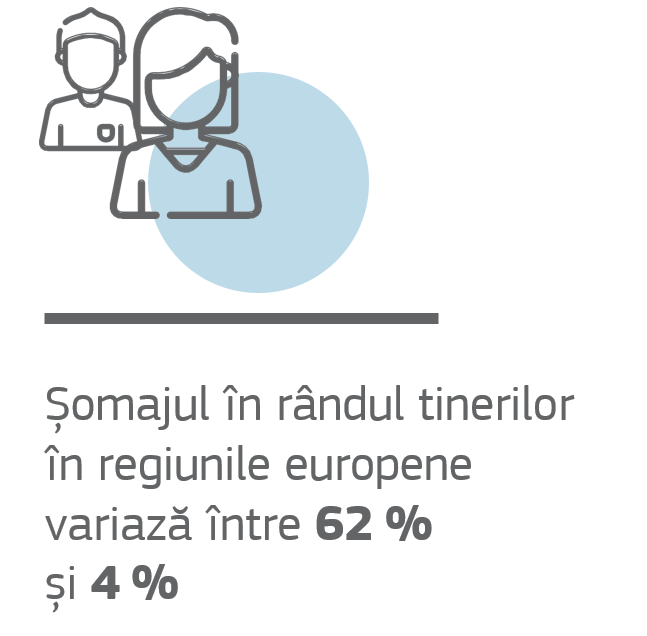 Șomajul în rândul tinerilor
în regiunile europene
variază între 62 %
și 4 %